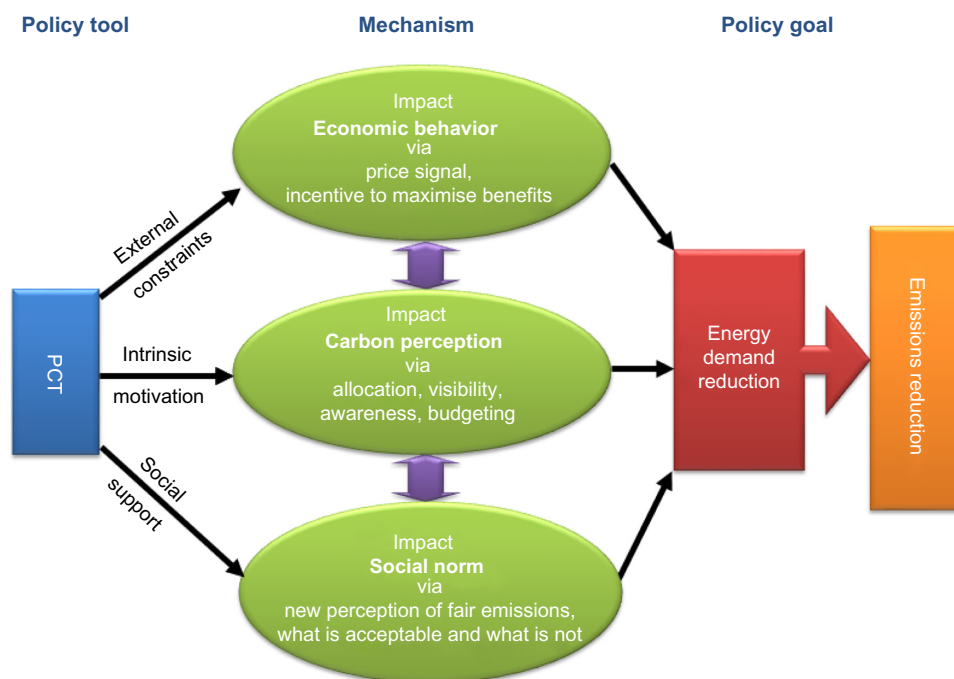 Policy tool
Mechanism
Policy goal
Impact
Economic behavior
via
price signal,
incentive to maximise benefits
External
constraints
PCT
Intrinsic
motivation
Impact
Carbon perception
via
allocation, visibility,
awareness, budgeting
Energy
demand
reduction
Emissions reduction
Social
support
Impact
Social norm
via
new perception of fair emissions,
what is acceptable and what is not